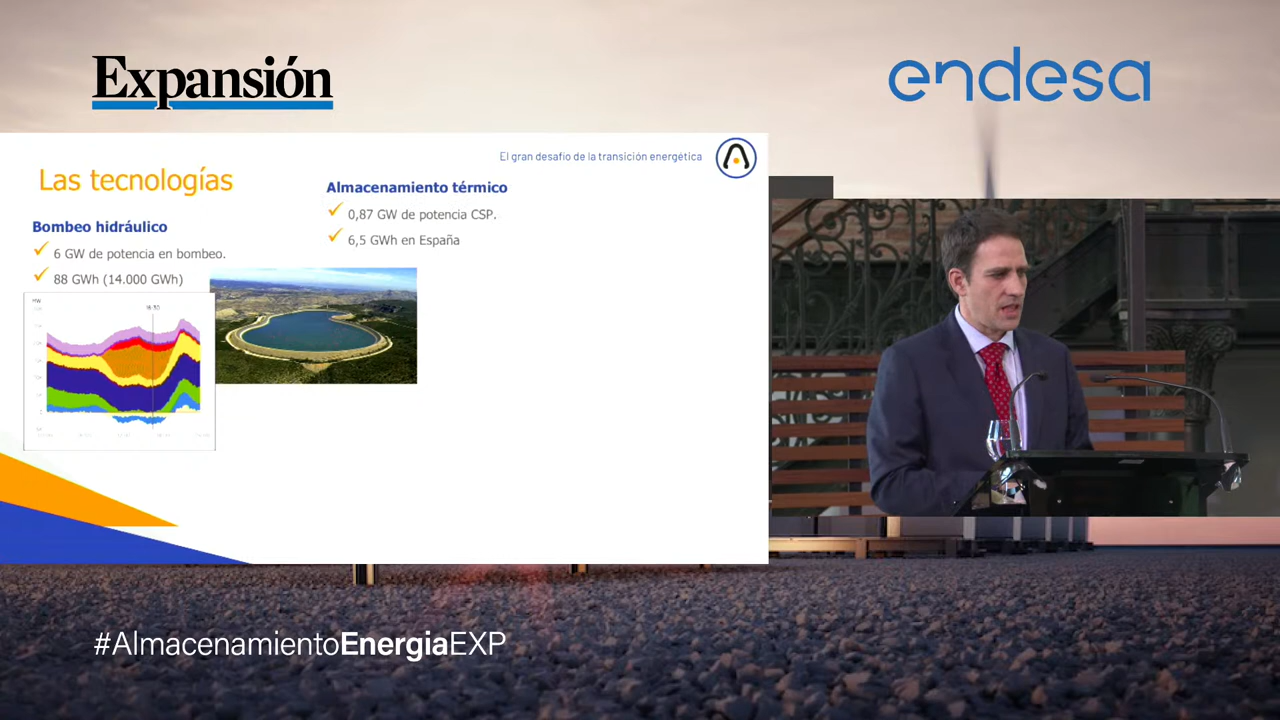 Expansión
endesa
El gran desafío de la transición energética
Las tecnologías
Bombeo hidráulico
6 GW de potencia en bombeo.
88 GWh (14.000 GWh)
Almacenamiento térmico
0,87 GW de potencia CSP.
6,5 GWh en España
MW
#AlmacenamientoEnergiaEXP